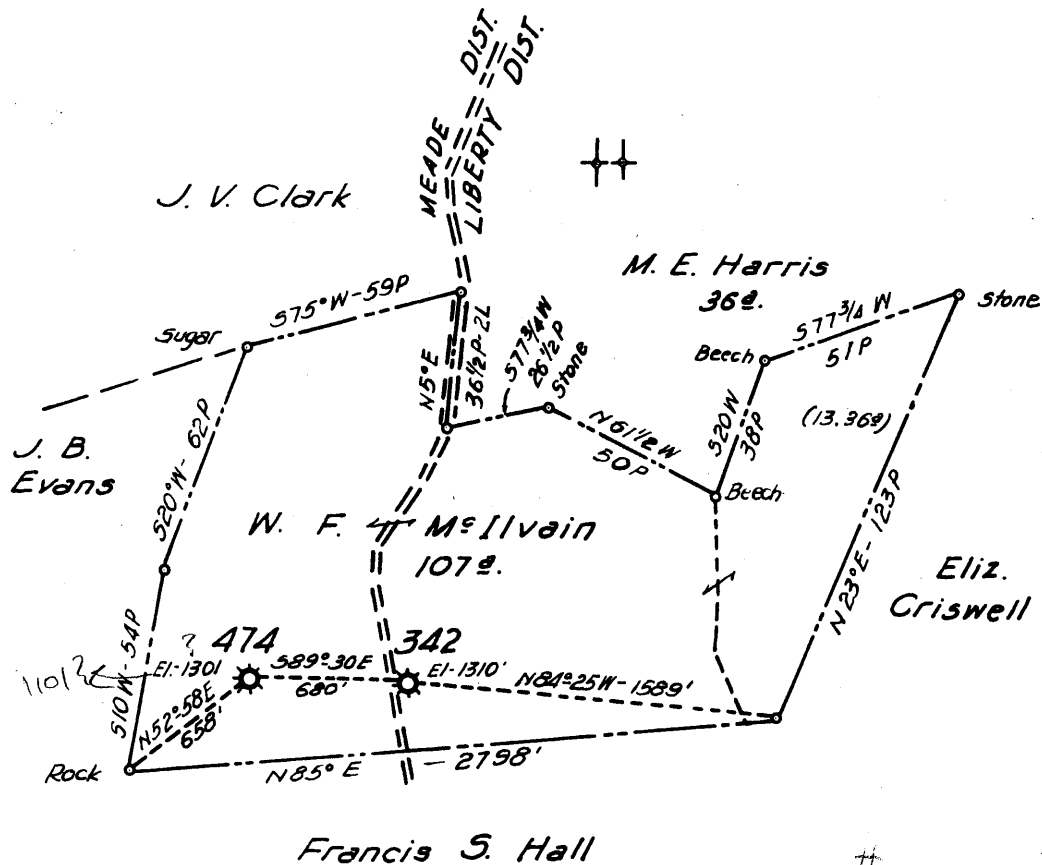 MEADE DIST.
LIBERTY DIST.
J. V. Clark
M. E. Harris
36a.
S75°W-59P
Sugar
N5°E
36½P-2L
S77¾W
26½P
Stone
N61½W
50P
Beech
S77¾W
51P
Stone
S20W
38P
Beech
(13.36a)
J. B.
Evans
S20°W-62P
W. F. McIlvain
107a.
N23°E-123P
Eliz.
Criswell
S10W-54P
1101?
?
474
El-1301
S89°30E
680'
342
El-1310'
N84°25W-1589'
N52°58E
658'
Rock
N85°E - 2798'
Francis S. Hall